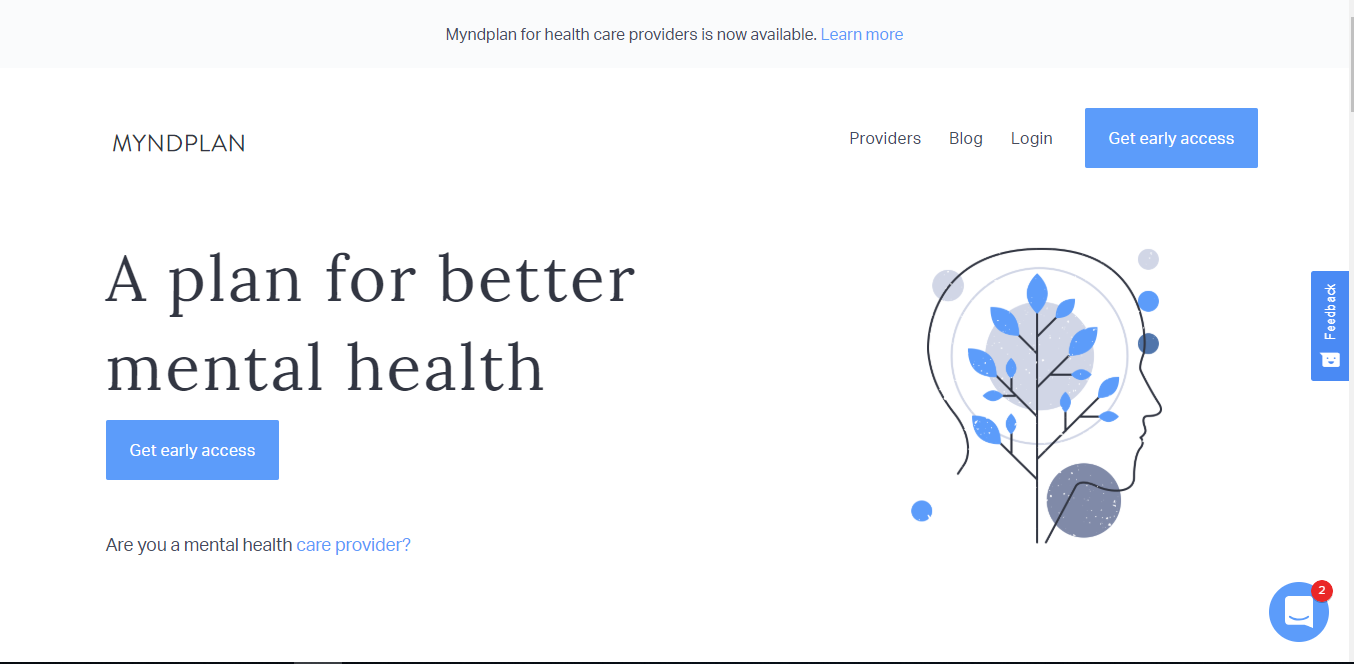 Myndplan for health care providers is now available. Learn more
MYNDPLAN
Providers Blog Login Get early access
A plan for better
mental health
Get early access
Are you a mental health care provider?
Feedback
2